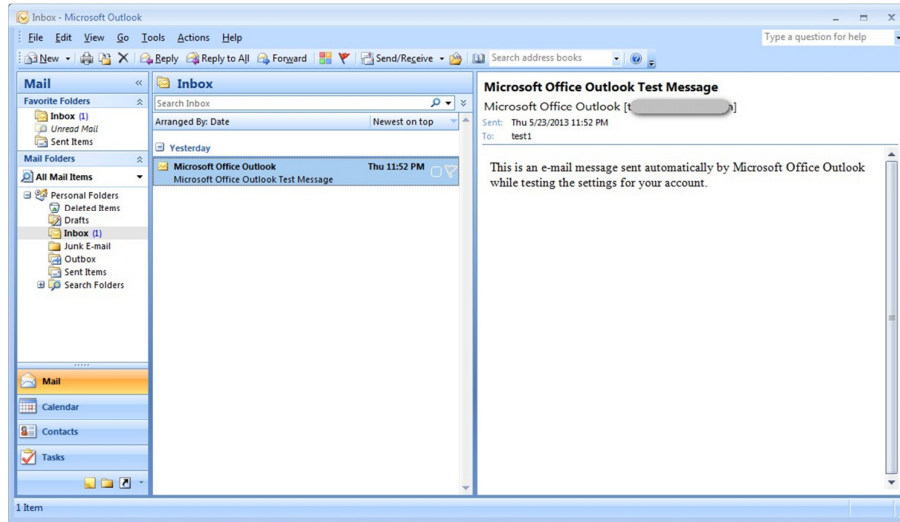 Inbox - Microsoft Outlook
File Edit View Go Tools Actions Help
Type a question for help
New Reply Reply to All Forward Send/Receive Search address books
Mail
Favorite Folders
Inbox (1)
Unread Mail
Sent Items
Mail Folders
All Mail Items
Personal Folders
Deleted Items
Drafts
Inbox (1)
Junk E-mail
Outbox
Sent Items
Search Folders
Mail
Calendar
Contacts
Tasks
1 Item
Inbox
Search Inbox
Arranged By: Date Newest on top
Yesterday
Microsoft Office Outlook Thu 11:52 PM
Microsoft Office Outlook Test Message
Microsoft Office Outlook Test Message
Microsoft Office Outlook [t
Sent: Thu 5/23/2013 11:52 PM
To: test1
This is an e-mail message sent automatically by Microsoft Office Outlook
while testing the settings for your account.